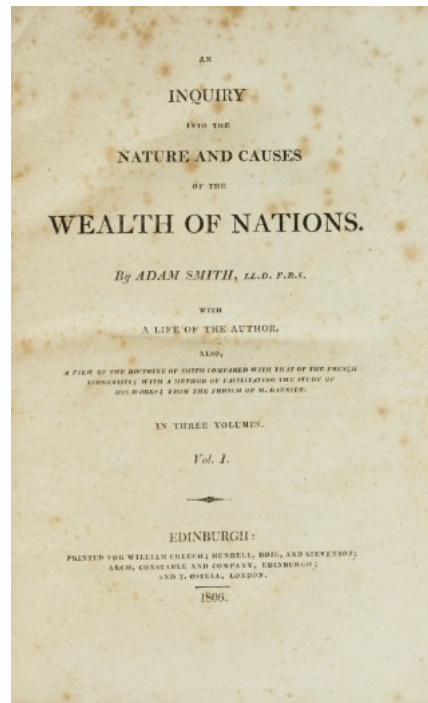 AN
INQUIRY
INTO THE
NATURE AND CAUSES
OF THE
WEALTH OF NATIONS.
By ADAM SMITH, LL.D. F.R.S.
WITH
A LIFE OF THE AUTHOR.
ALSO,
A VIEW OF THE DOCTRINE OF SMITH COMPARED WITH THAT OF THE FRENCH
ECONOMISTS; WITH A METHOD OF FACILITATING THE STUDY OF
HIS WORKS; FROM THE FRENCH OF M. GARNIER.
IN THREE VOLUMES.
Vol. I.
EDINBURGH:
PRINTED FOR WILLIAM CREECH; MUNDELL, DOIG, AND STEVENSON;
ARCH. CONSTABLE AND COMPANY, EDINBURGH;
AND T. OSTELL, LONDON.
1806.